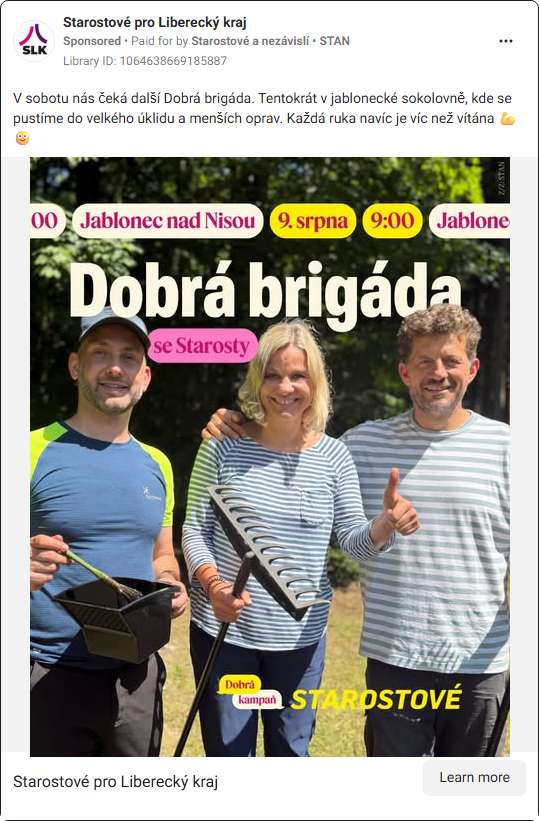 Starostové pro Liberecký kraj
Sponsored • Paid for by Starostové a nezávislí • STAN
Library ID: 1064638669185887
SLK
V sobotu nás čeká další Dobrá brigáda. Tentokrát v jablonecké sokolovně, kde se
pustíme do velkého úklidu a menších oprav. Každá ruka navíc je víc než vítána 💪
😉
Z/Z: STAN
00 Jablonec nad Nisou 9. srpna 9:00 Jablone
Dobrá brigáda
se Starosty
Dobrá
kampaň
STAROSTOVÉ
Starostové pro Liberecký kraj
Learn more